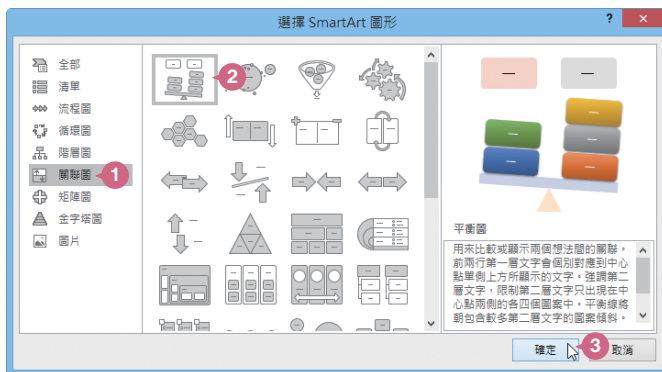 選擇 SmartArt 圖形
?
全部
清單
流程圖
循環圖
階層圖
關聯圖
1
矩陣圖
金字塔圖
圖片
2
平衡圖
用來比較或顯示兩個想法間的關聯。
前兩行第一層文字會個別對應到中心
點單側上方所顯示的文字。強調第二
層文字，限制第二層文字只出現在中
心點兩側的各四個圖案中。平衡線將
朝包含較多第二層文字的圖案傾斜。
確定
3
取消